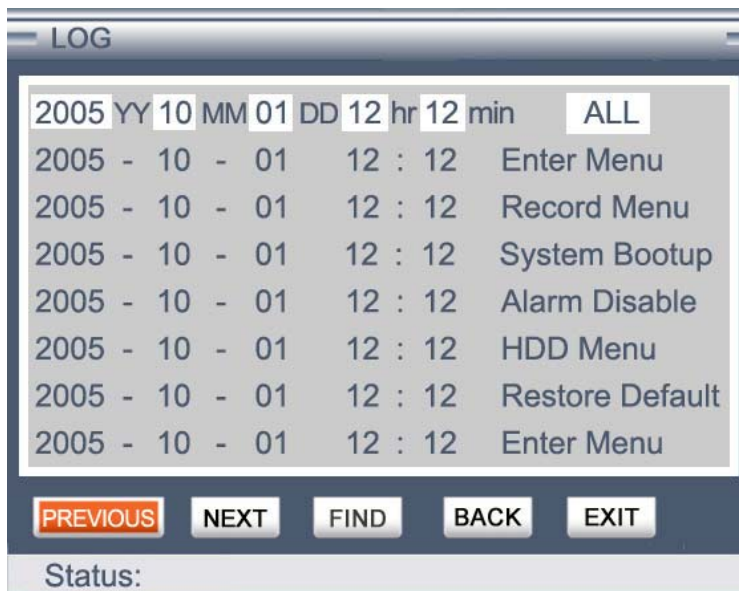 LOG
2005 YY 10 MM 01 DD 12 hr 12 min ALL
2005 - 10 - 01 12 : 12 Enter Menu
2005 - 10 - 01 12 : 12 Record Menu
2005 - 10 - 01 12 : 12 System Bootup
2005 - 10 - 01 12 : 12 Alarm Disable
2005 - 10 - 01 12 : 12 HDD Menu
2005 - 10 - 01 12 : 12 Restore Default
2005 - 10 - 01 12 : 12 Enter Menu
PREVIOUS NEXT FIND BACK EXIT
Status: